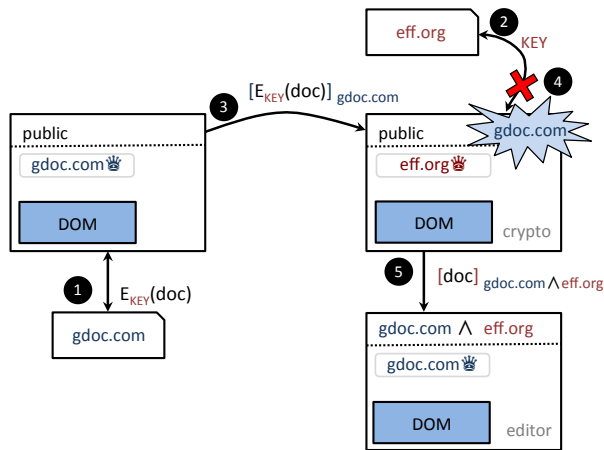 2
eff.org
KEY
4
3
[E_KEY(doc)] gdoc.com
gdoc.com
public
gdoc.com♛
DOM
public
eff.org♛
DOM
crypto
1
E_KEY(doc)
gdoc.com
5
[doc] gdoc.com∧eff.org
gdoc.com ∧ eff.org
gdoc.com♛
DOM
editor